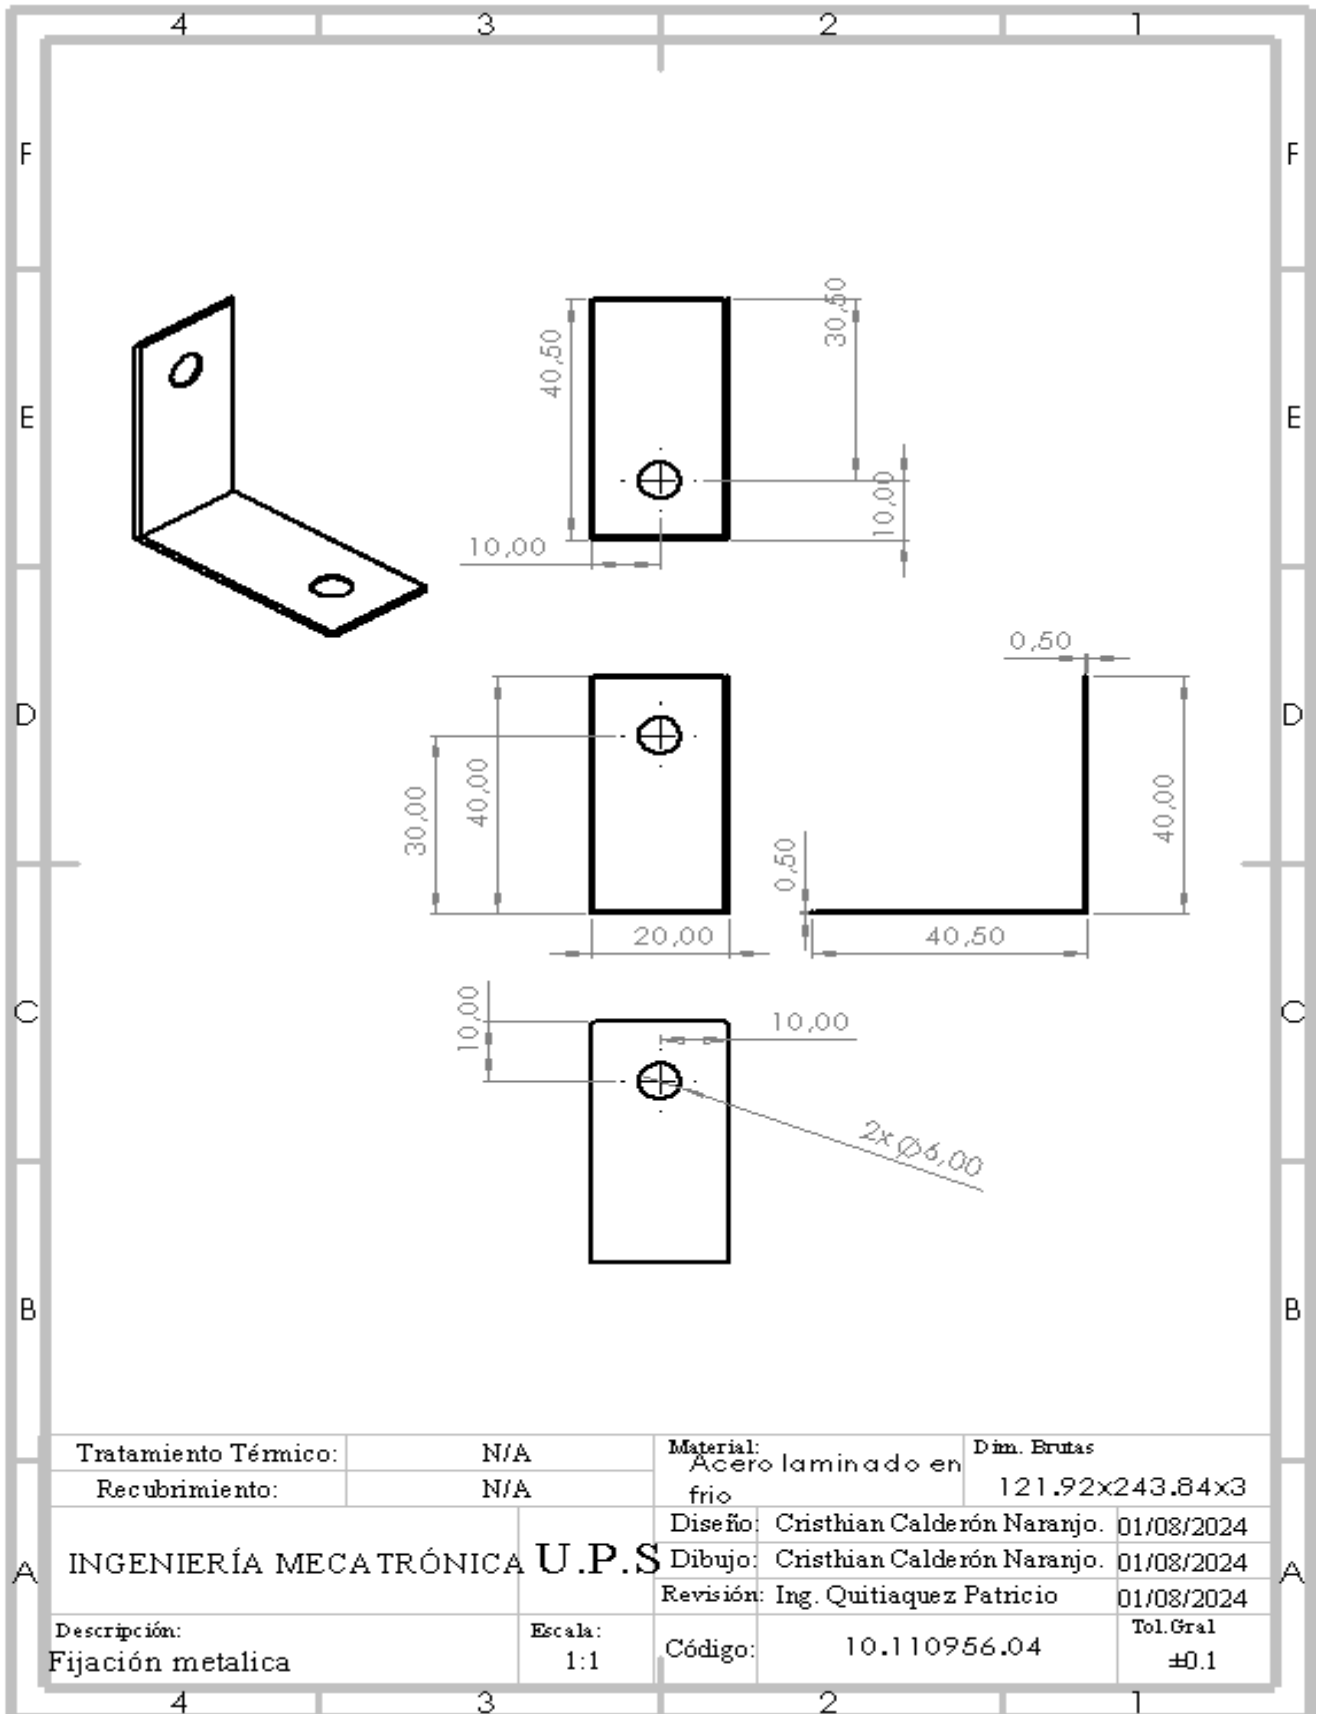 4 3 2 1
F F
30,50
40,50
E E
10,00
10,00
0,50
D D
40,00
30,00
40,00
0,50
20,00
40,50
10,00
C C
10,00
2x ∅6,00
B B
Tratamiento Térmico: N/A
Material: Acero laminado en
frio
Dim. Brutas
121.92x243.84x3
Recubrimiento: N/A
INGENIERÍA MECATRÓNICA U.P.S
Diseño: Cristhian Calderón Naranjo. 01/08/2024
Dibujo: Cristhian Calderón Naranjo. 01/08/2024
Revisión: Ing. Quitiaquez Patricio 01/08/2024
A A
Descripción:
Fijación metalica
Escala:
1:1
Código: 10.110956.04
Tol.Gral
±0.1
4 3 2 1